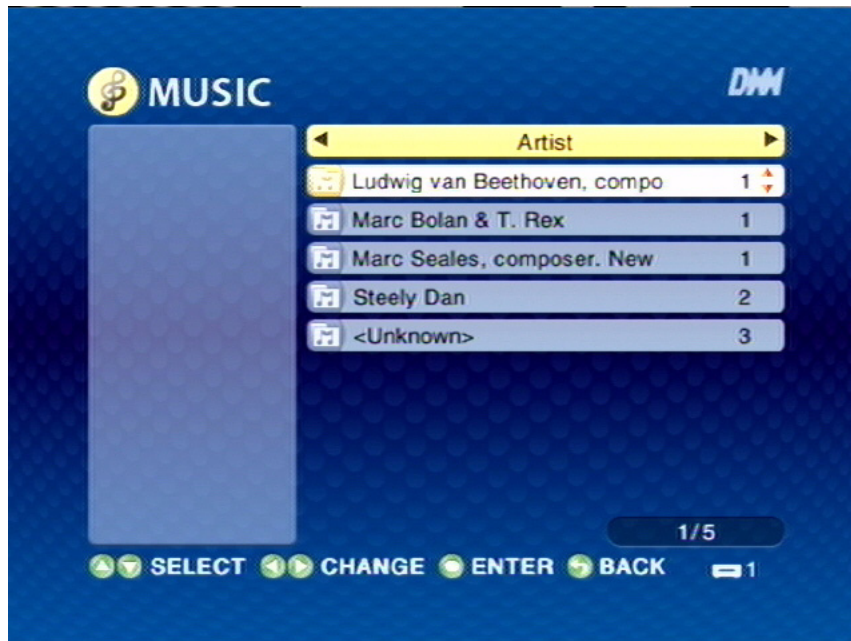 MUSIC
DMM
Artist
Ludwig van Beethoven, compo 1
Marc Bolan & T. Rex 1
Marc Seales, composer. New 1
Steely Dan 2
<Unknown> 3
1/5
SELECT CHANGE ENTER BACK 1